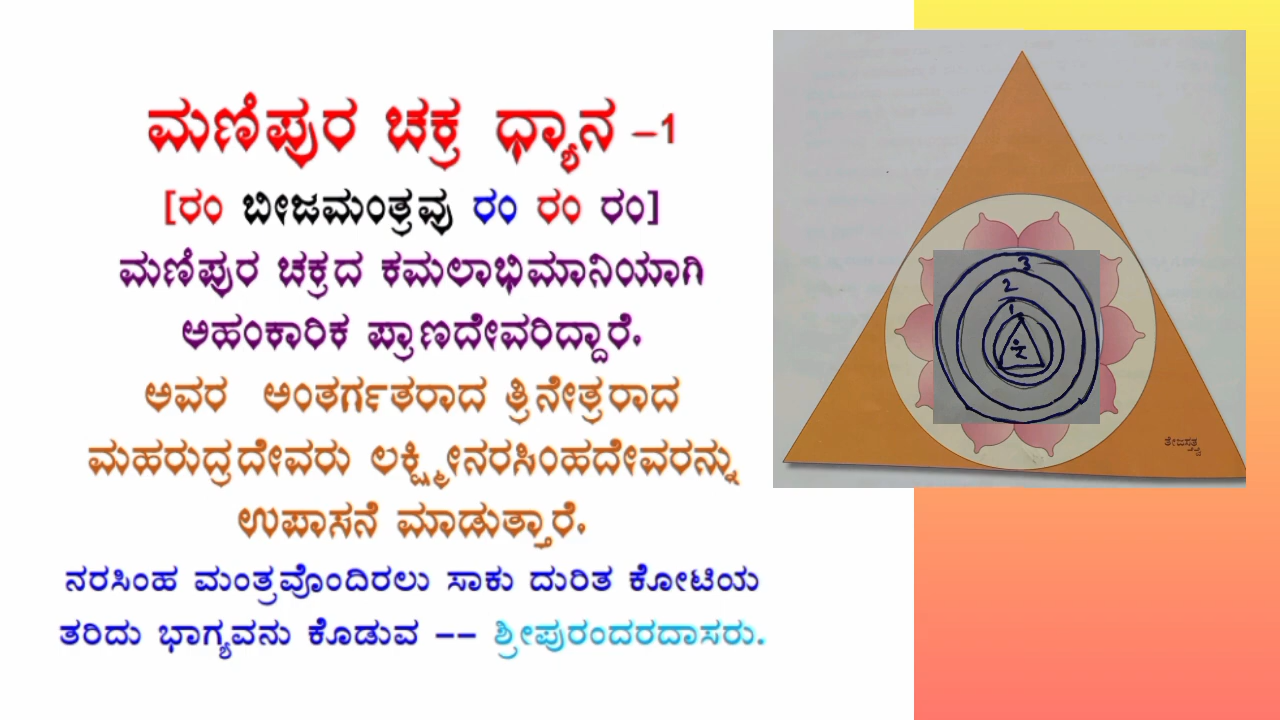 ಮಣಿಪುರ ಚಕ್ರ ಧ್ಯಾನ –1
[ರಂ ಬೀಜಮಂತ್ರವು ರಂ ರಂ ರಂ]
ಮಣಿಪುರ ಚಕ್ರದ ಕಮಲಾಭಿಮಾನಿಯಾಗಿ
ಅಹಂಕಾರಿಕ ಪ್ರಾಣದೇವರಿದ್ದಾರೆ.
ಅವರ ಅಂತರ್ಗತರಾದ ತ್ರಿನೇತ್ರರಾದ
ಮಹರುದ್ರದೇವರು ಲಕ್ಷ್ಮೀನರಸಿಂಹದೇವರನ್ನು
ಉಪಾಸನೆ ಮಾಡುತ್ತಾರೆ.
ನರಸಿಂಹ ಮಂತ್ರವೊಂದಿರಲು ಸಾಕು ದುರಿತ ಕೋಟಿಯ
ತರಿದು ಭಾಗ್ಯವನು ಕೊಡುವ -- ಶ್ರೀಪುರಂದರದಾಸರು.
3
2
1
रं
ತೇಜಸ್ತತ್ವ